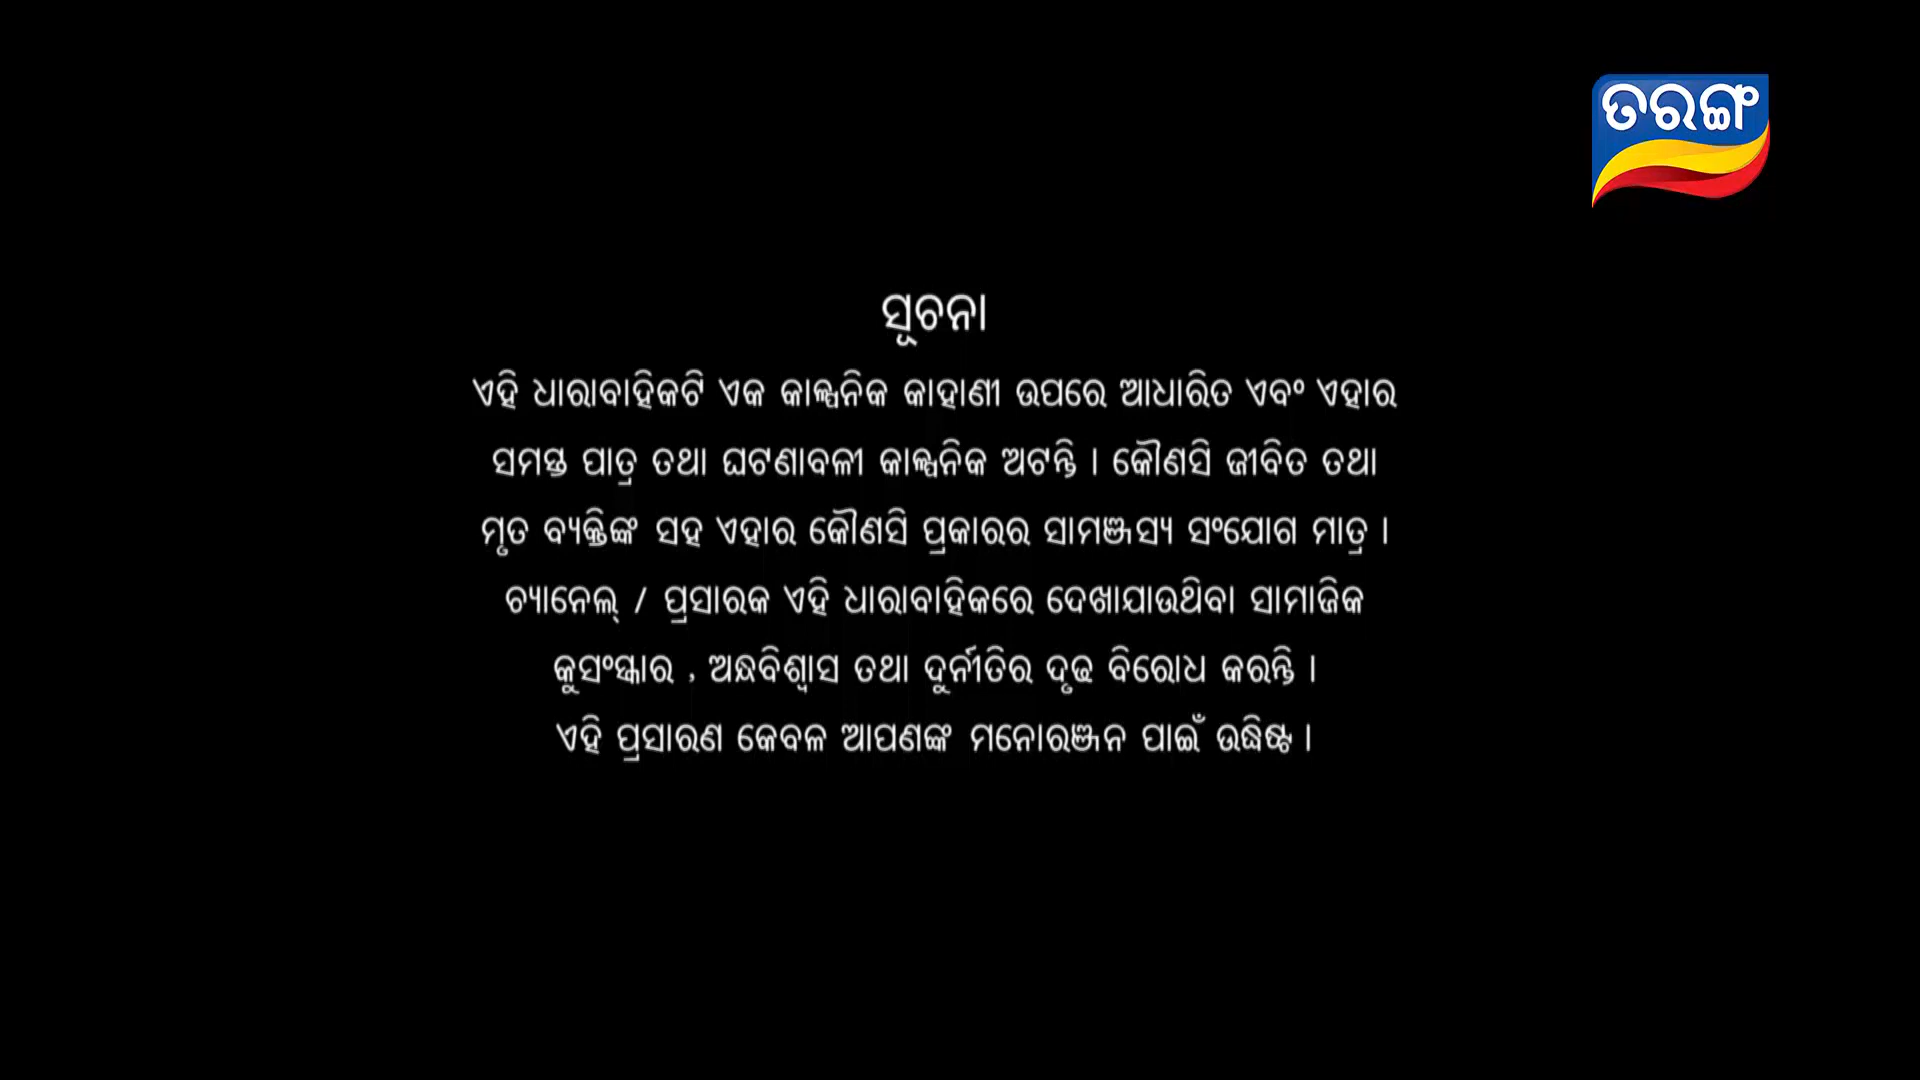 ତରଙ୍ଗ
ସୂଚନା
ଏହି ଧାରାବାହିକଟି ଏକ କାଳ୍ପନିକ କାହାଣୀ ଉପରେ ଆଧାରିତ ଏବଂ ଏହାର
ସମସ୍ତ ପାତ୍ର ତଥା ଘଟଣାବଳୀ କାଳ୍ପନିକ ଅଟନ୍ତି । କୌଣସି ଜୀବିତ ତଥା
ମୃତ ବ୍ୟକ୍ତିଙ୍କ ସହ ଏହାର କୌଣସି ପ୍ରକାରର ସାମଞ୍ଜସ୍ୟ ସଂଯୋଗ ମାତ୍ର ।
ଚ୍ୟାନେଲ୍ / ପ୍ରସାରକ ଏହି ଧାରାବାହିକରେ ଦେଖାଯାଉଥିବା ସାମାଜିକ
କୁସଂସ୍କାର , ଅନ୍ଧବିଶ୍ୱାସ ତଥା ଦୁର୍ନୀତିର ଦୃଢ ବିରୋଧ କରନ୍ତି ।
ଏହି ପ୍ରସାରଣ କେବଳ ଆପଣଙ୍କ ମନୋରଞ୍ଜନ ପାଇଁ ଉଦ୍ଧିଷ୍ଟ ।